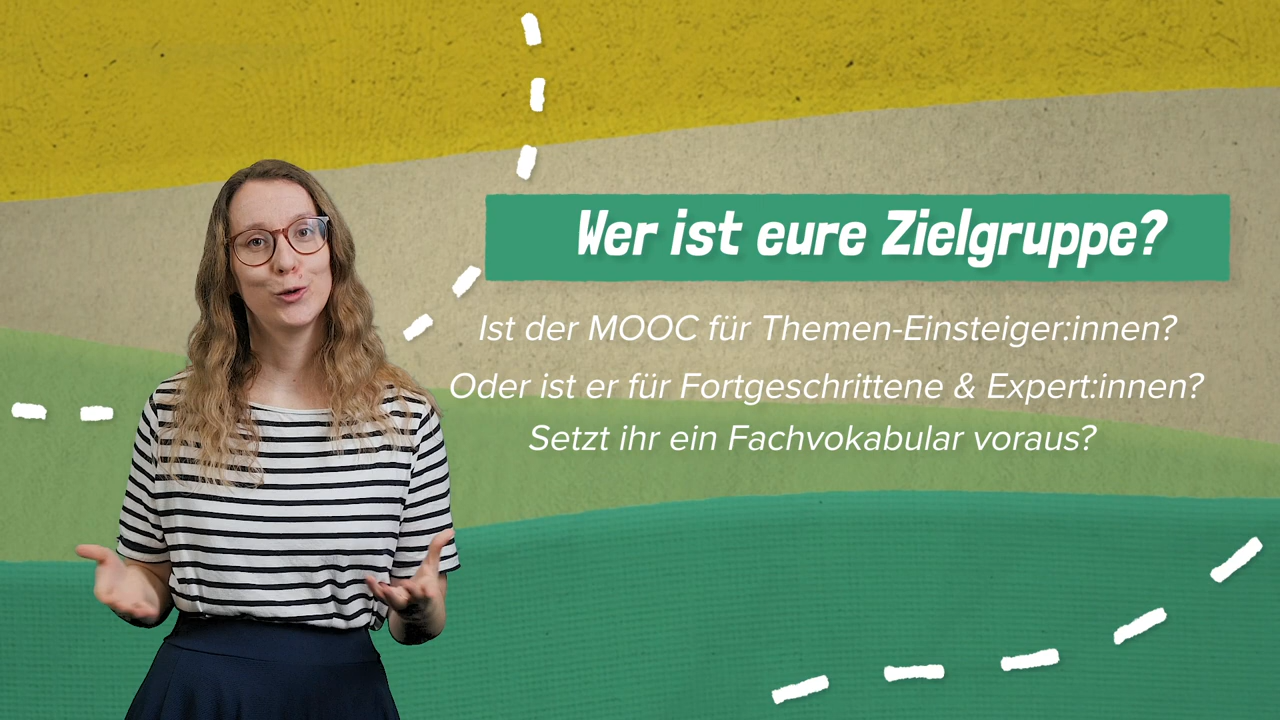 Wer ist eure Zielgruppe?
Ist der MOOC für Themen-Einsteiger:innen?
Oder ist er für Fortgeschrittene & Expert:innen?
Setzt ihr ein Fachvokabular voraus?